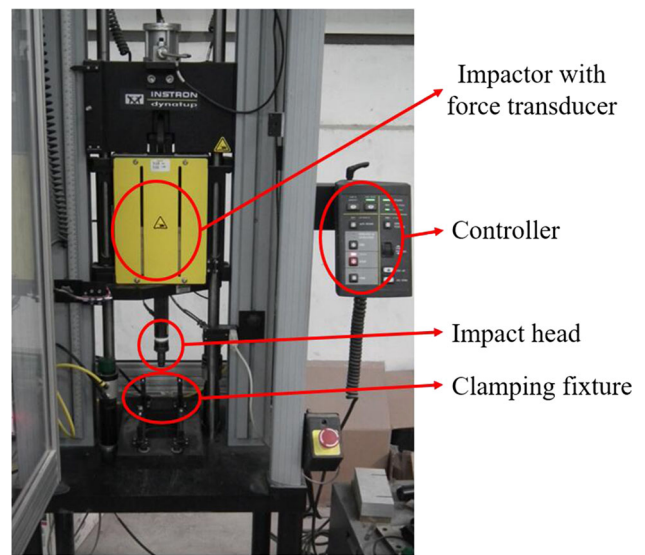 Impactor with
force transducer
INSTRON
dynatup
Controller
Impact head
Clamping fixture